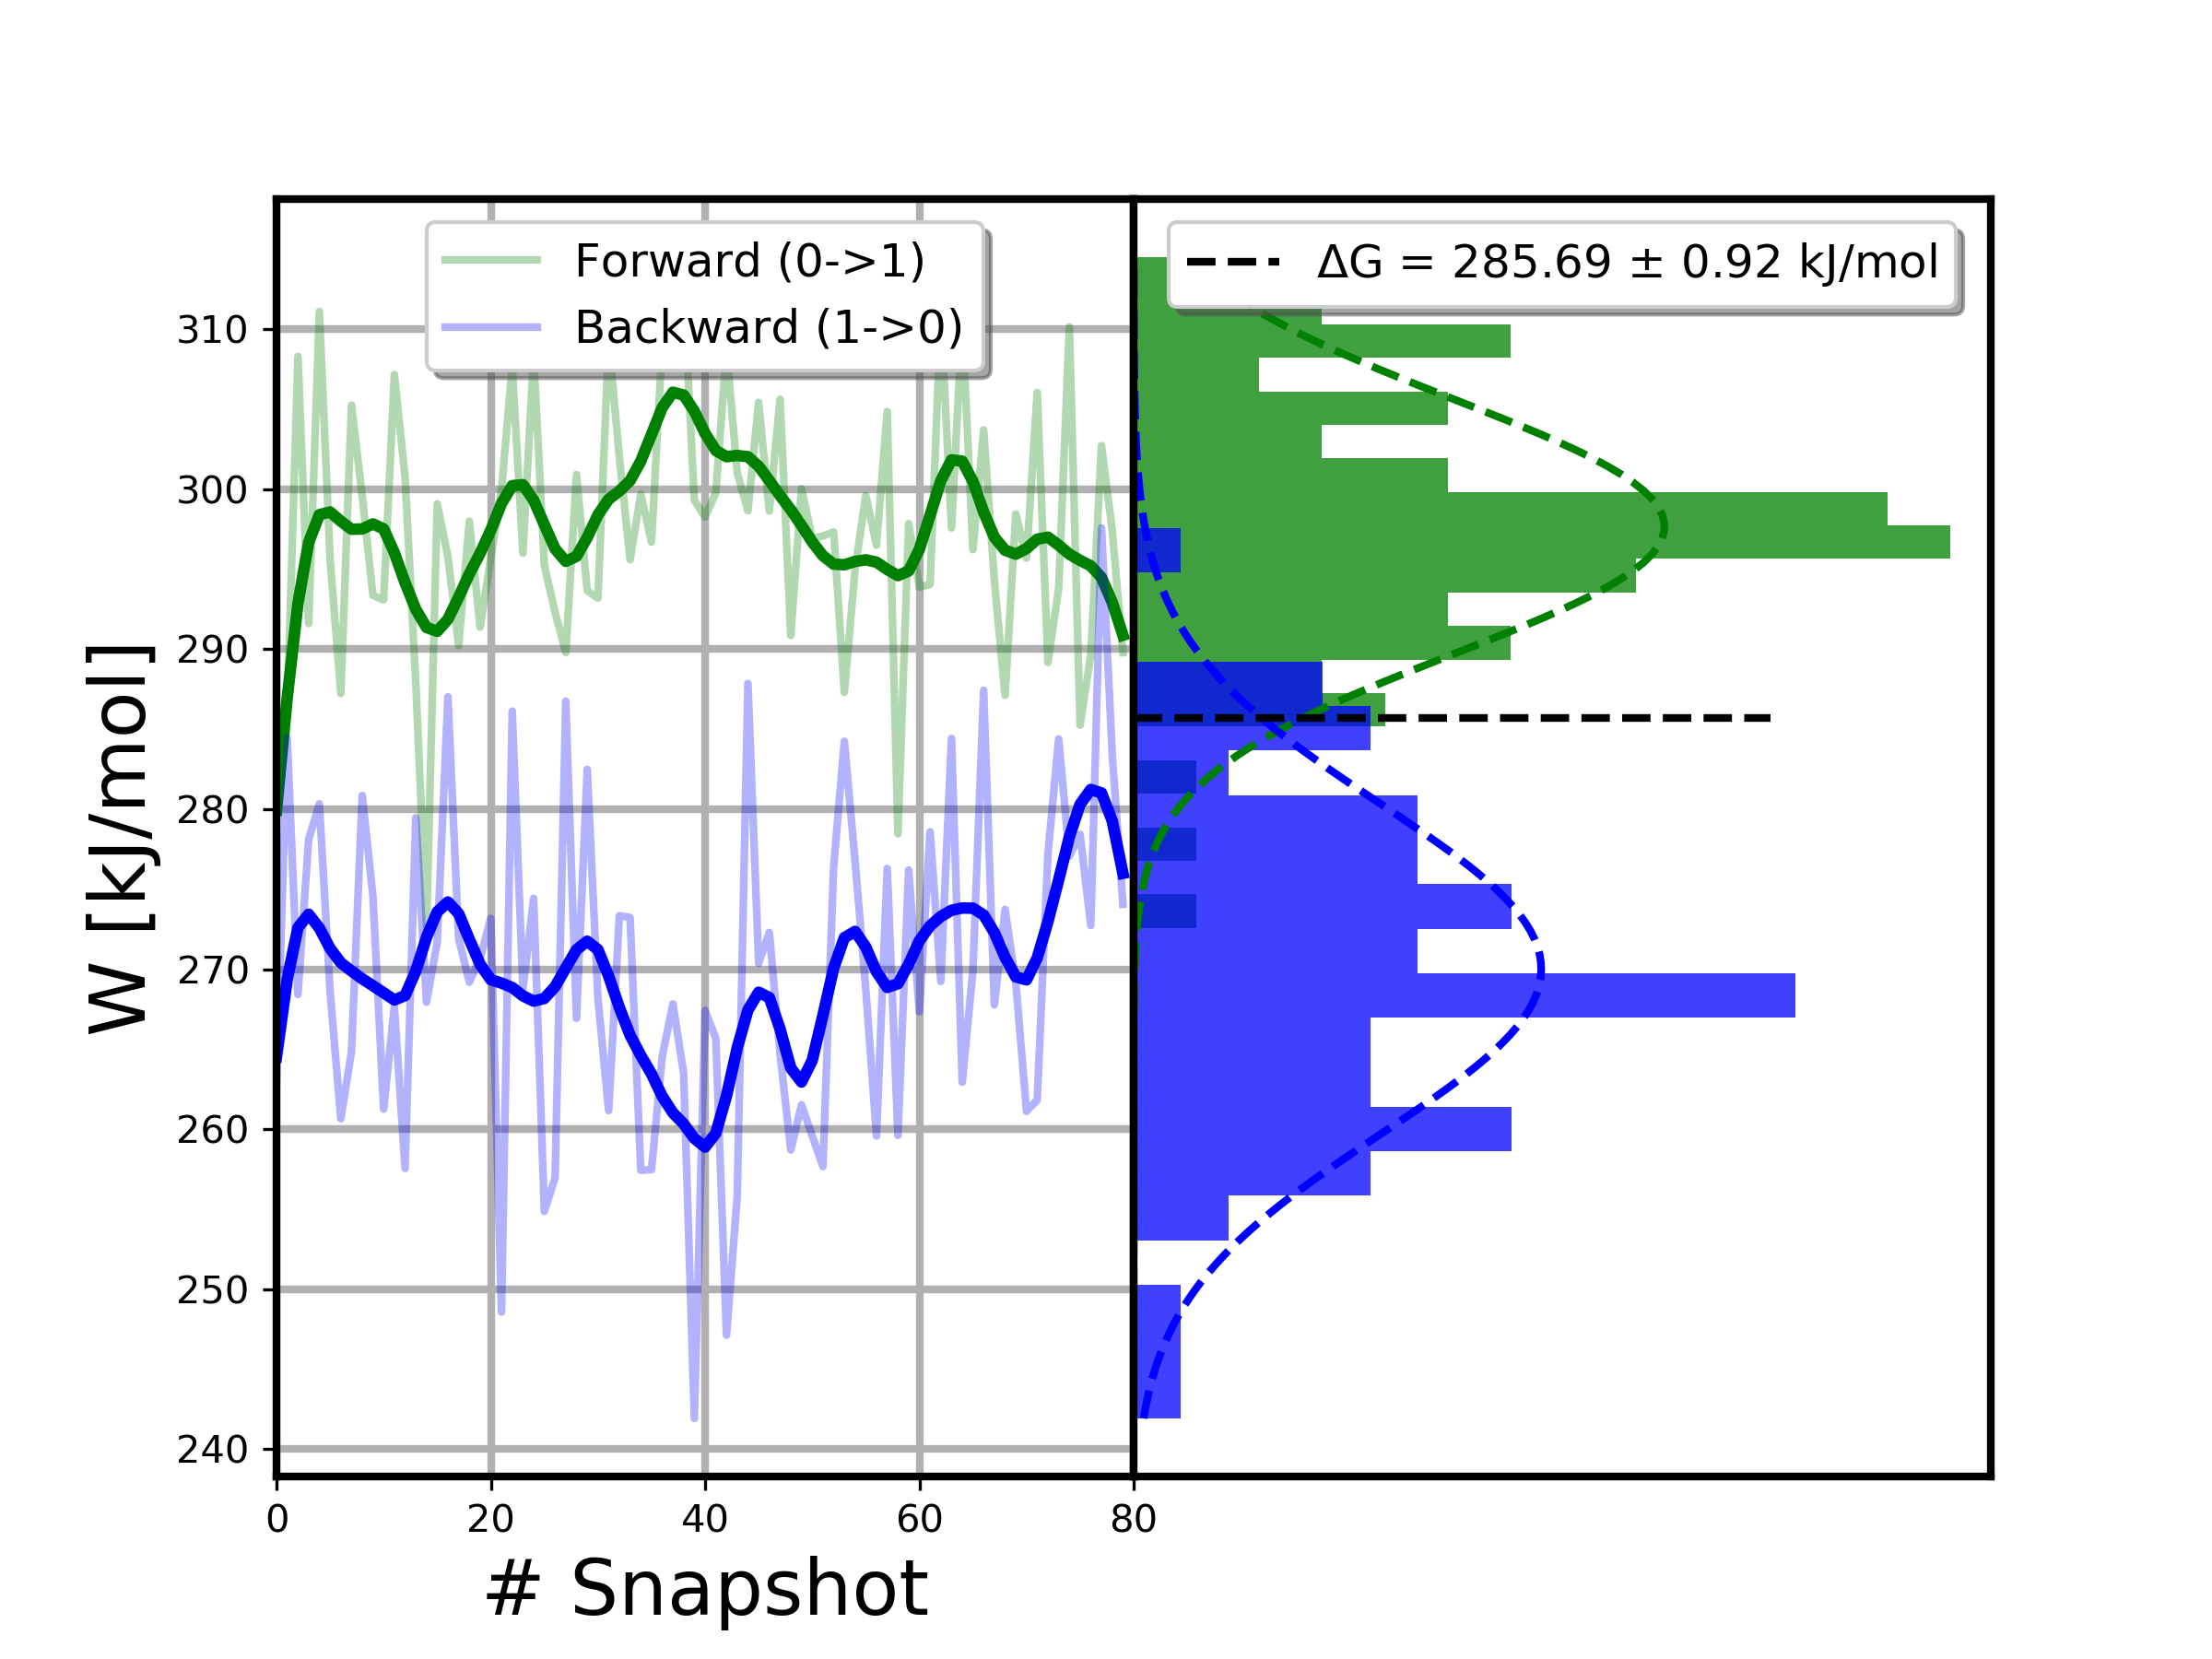 Forward (0->1)
Backward (1->0)
ΔG = 285.69 ± 0.92 kJ/mol
W [kJ/mol]
310
300
290
280
270
260
250
240
0 20 40 60 80
# Snapshot